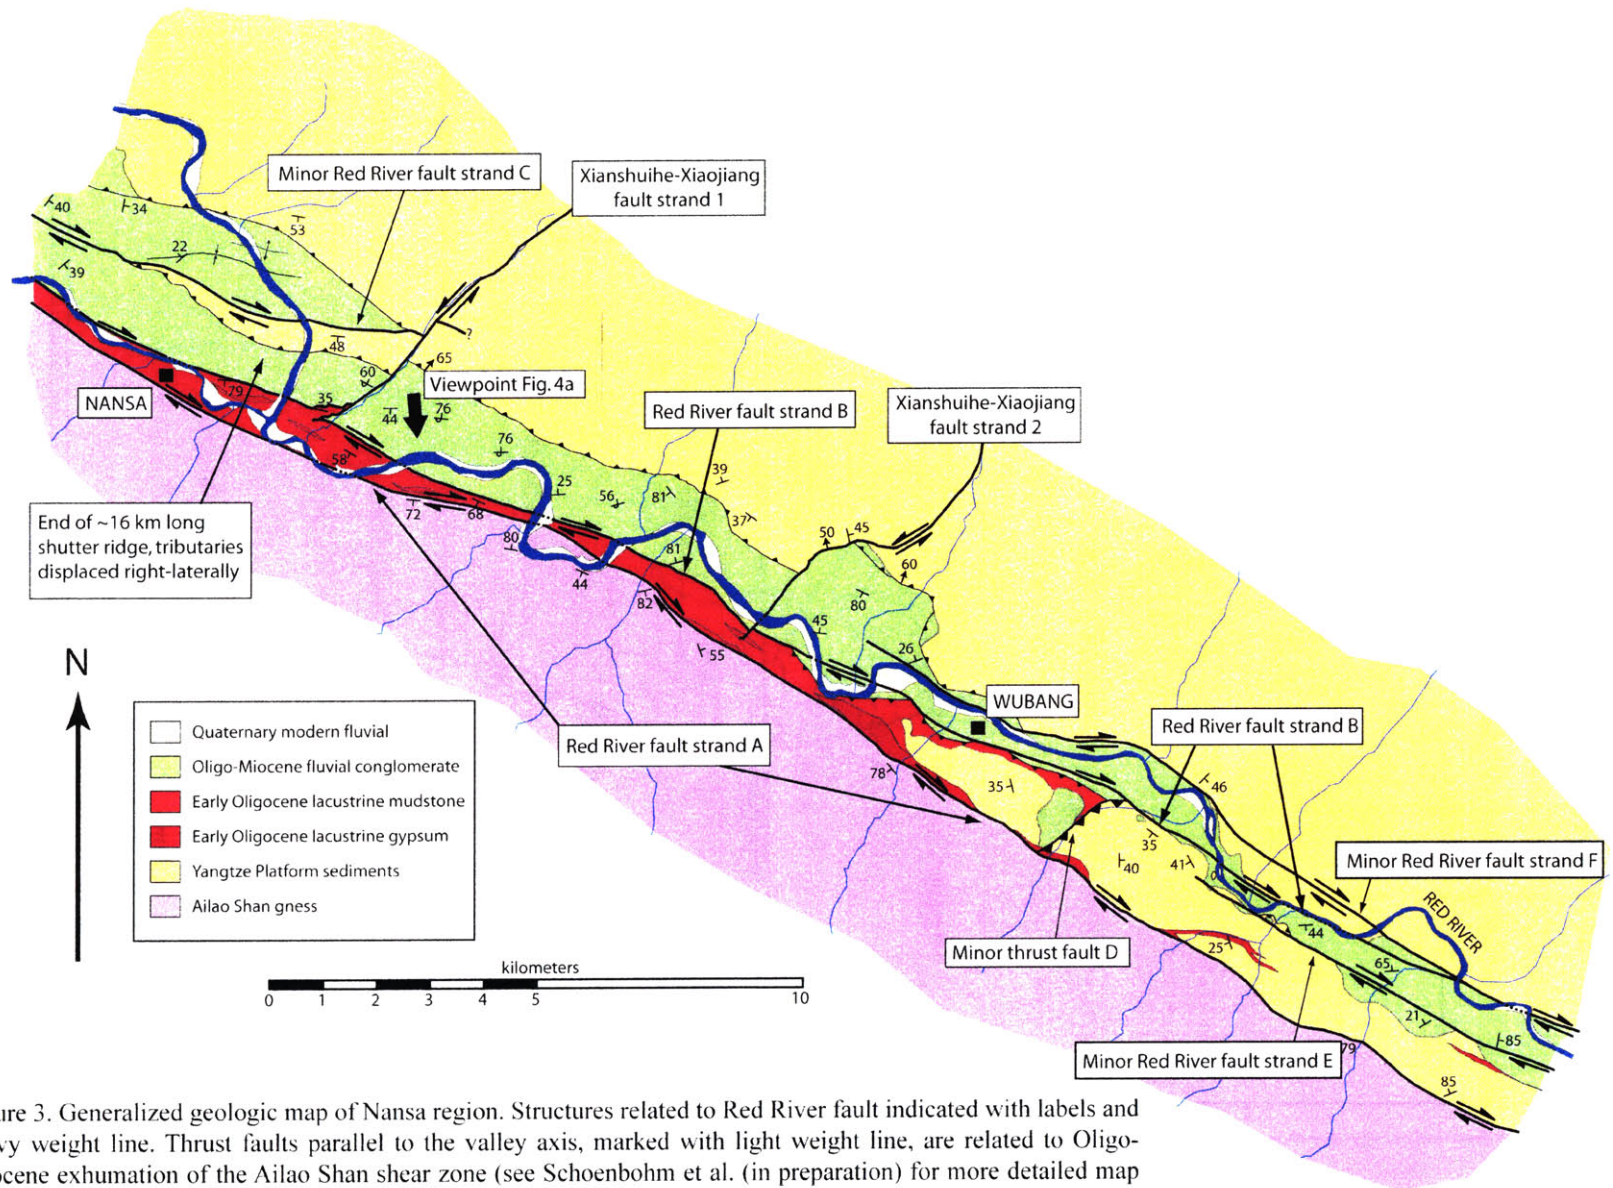 Minor Red River fault strand C
Xianshuihe-Xiaojiang
fault strand 1
40
34
53
22
39
?
48
65
60
Viewpoint Fig. 4a
NANSA
79
35
44
76
Red River fault strand B
Xianshuihe-Xiaojiang
fault strand 2
76
58
39
25
56
81
37
End of ~16 km long
shutter ridge, tributaries
displaced right-laterally
72
68
80
81
50
45
60
44
82
80
45
N
55
26
WUBANG
Quaternary modern fluvial
Oligo-Miocene fluvial conglomerate
Early Oligocene lacustrine mudstone
Early Oligocene lacustrine gypsum
Yangtze Platform sediments
Ailao Shan gness
Red River fault strand A
Red River fault strand B
78
35
46
35
40
41
Minor Red River fault strand F
RED RIVER
44
Minor thrust fault D
25
65
kilometers
0 1 2 3 4 5 10
21
85
Minor Red River fault strand E
79
85
ure 3. Generalized geologic map of Nansa region. Structures related to Red River fault indicated with labels and
vy weight line. Thrust faults parallel to the valley axis, marked with light weight line, are related to Oligo-
ocene exhumation of the Ailao Shan shear zone (see Schoenbohm et al. (in preparation) for more detailed map